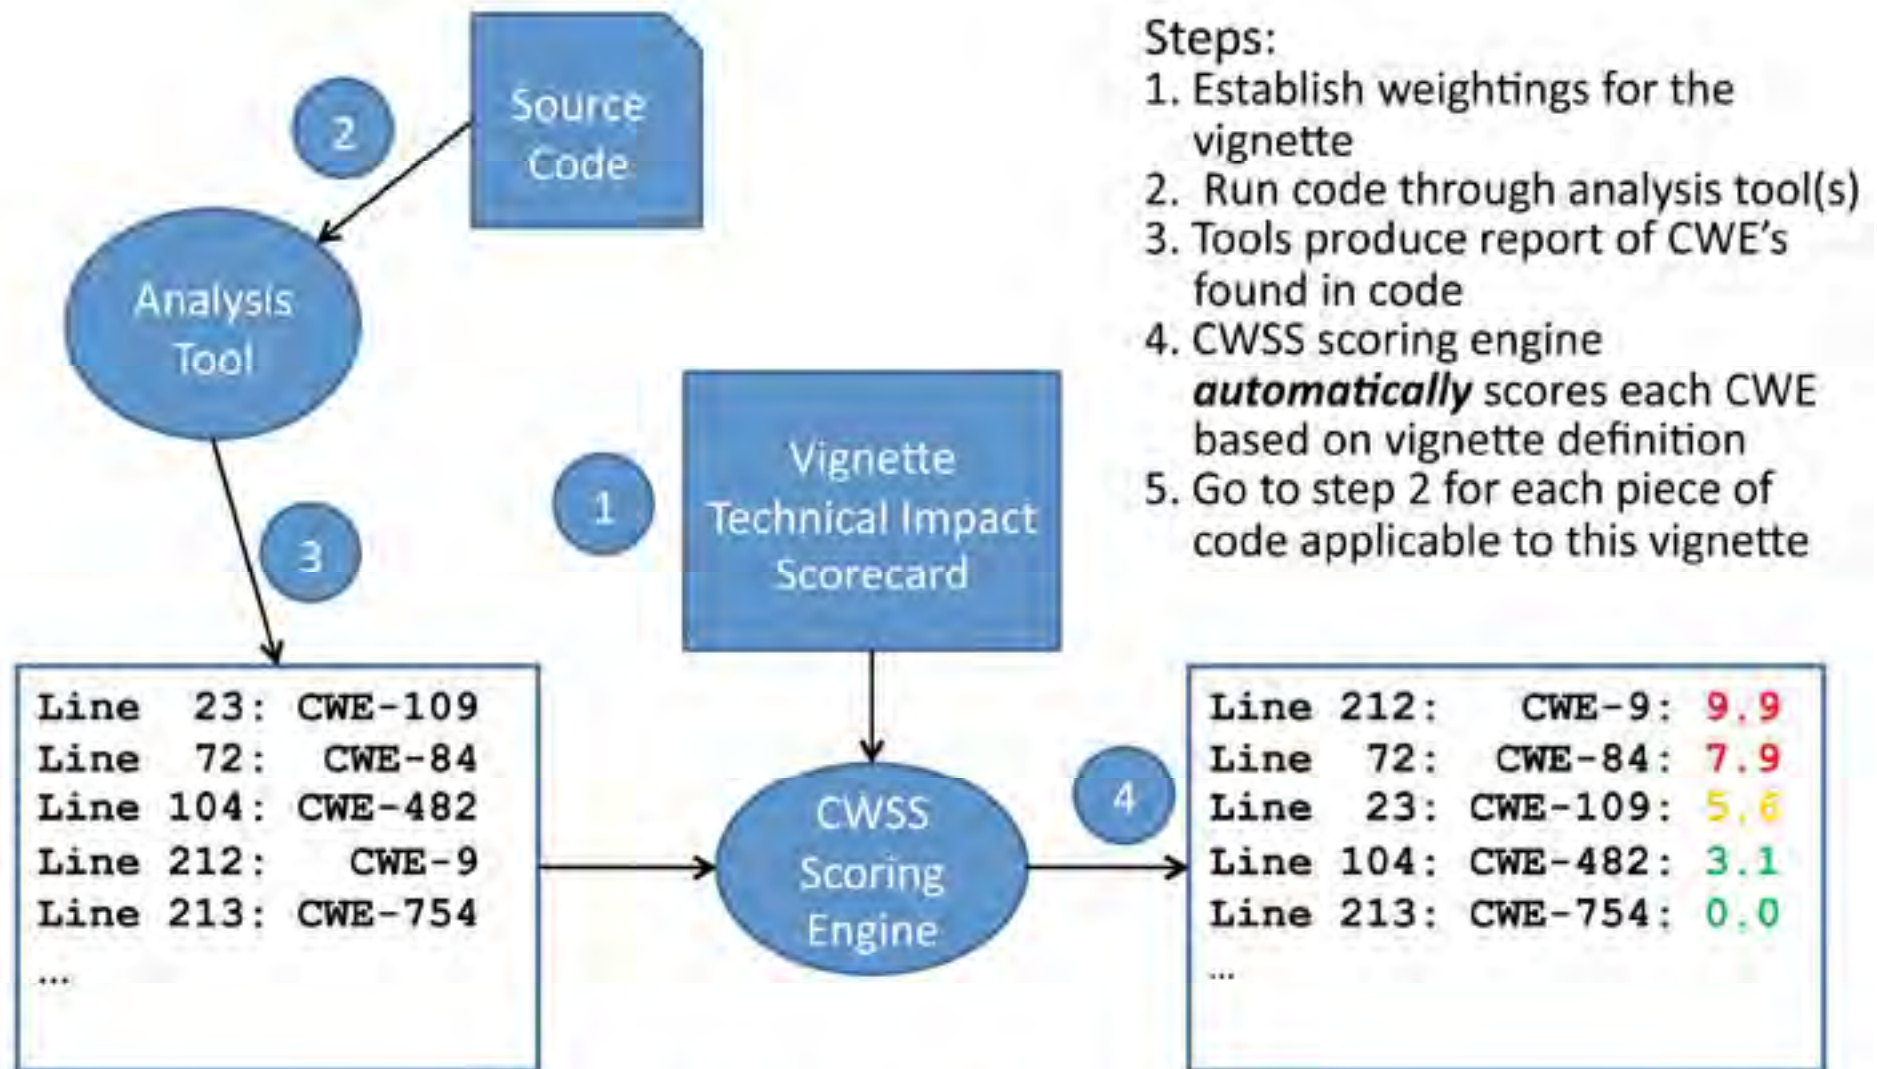 Source
Code
2
Analysis
Tool
3
1
Vignette
Technical Impact
Scorecard
Steps:
1. Establish weightings for the
vignette
2. Run code through analysis tool(s)
3. Tools produce report of CWE's
found in code
4. CWSS scoring engine
automatically scores each CWE
based on vignette definition
5. Go to step 2 for each piece of
code applicable to this vignette
Line 23: CWE-109
Line 72: CWE-84
Line 104: CWE-482
Line 212: CWE-9
Line 213: CWE-754
...
CWSS
Scoring
Engine
4
Line 212: CWE-9: 9.9
Line 72: CWE-84: 7.9
Line 23: CWE-109: 5.6
Line 104: CWE-482: 3.1
Line 213: CWE-754: 0.0
...